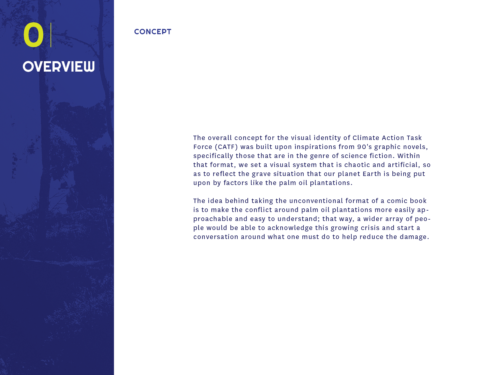 0
OVERVIEW
CONCEPT
The overall concept for the visual identity of Climate Action Task
Force (CATF) was built upon inspirations from 90's graphic novels,
specifically those that are in the genre of science fiction. Within
that format, we set a visual system that is chaotic and artificial, so
as to reflect the grave situation that our planet Earth is being put
upon by factors like the palm oil plantations.
The idea behind taking the unconventional format of a comic book
is to make the conflict around palm oil plantations more easily ap-
proachable and easy to understand; that way, a wider array of peo-
ple would be able to acknowledge this growing crisis and start a
conversation around what one must do to help reduce the damage.